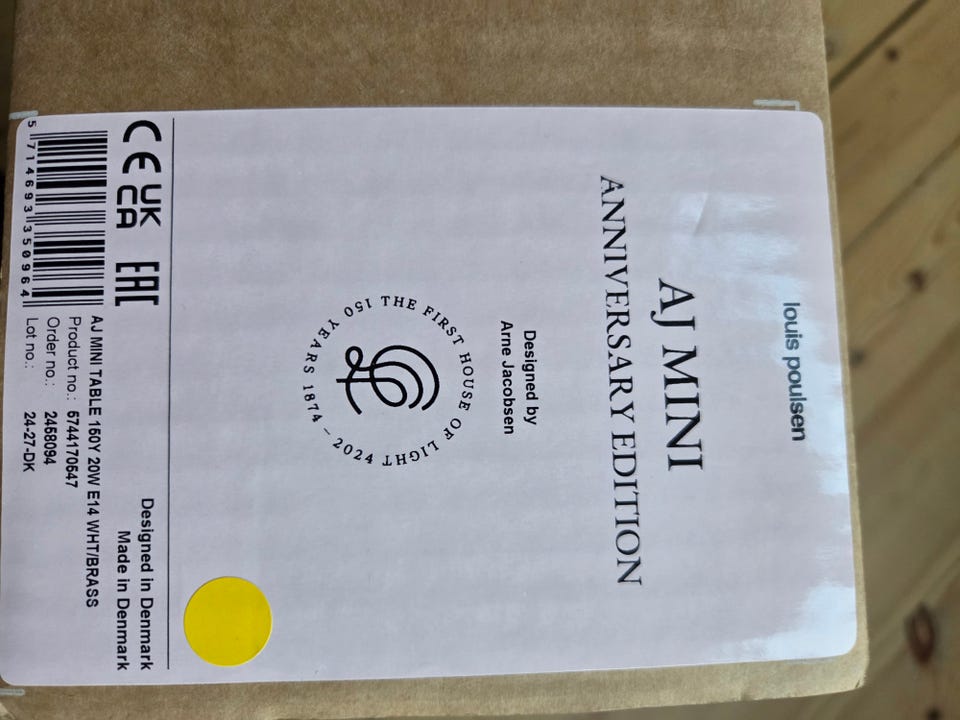 louis poulsen
AJ MINI
ANNIVERSARY EDITION
Designed by
Arne Jacobsen
150 YEARS 1874 – 2024 THE FIRST HOUSE OF LIGHT
Designed in Denmark
Made in Denmark
CE UK
CA EAC
AJ MINI TABLE 150Y 20W E14 WHT/BRASS
Product no.: 5744170647
Order no.: 2458094
Lot no.: 24-27-DK
5 714693 350964